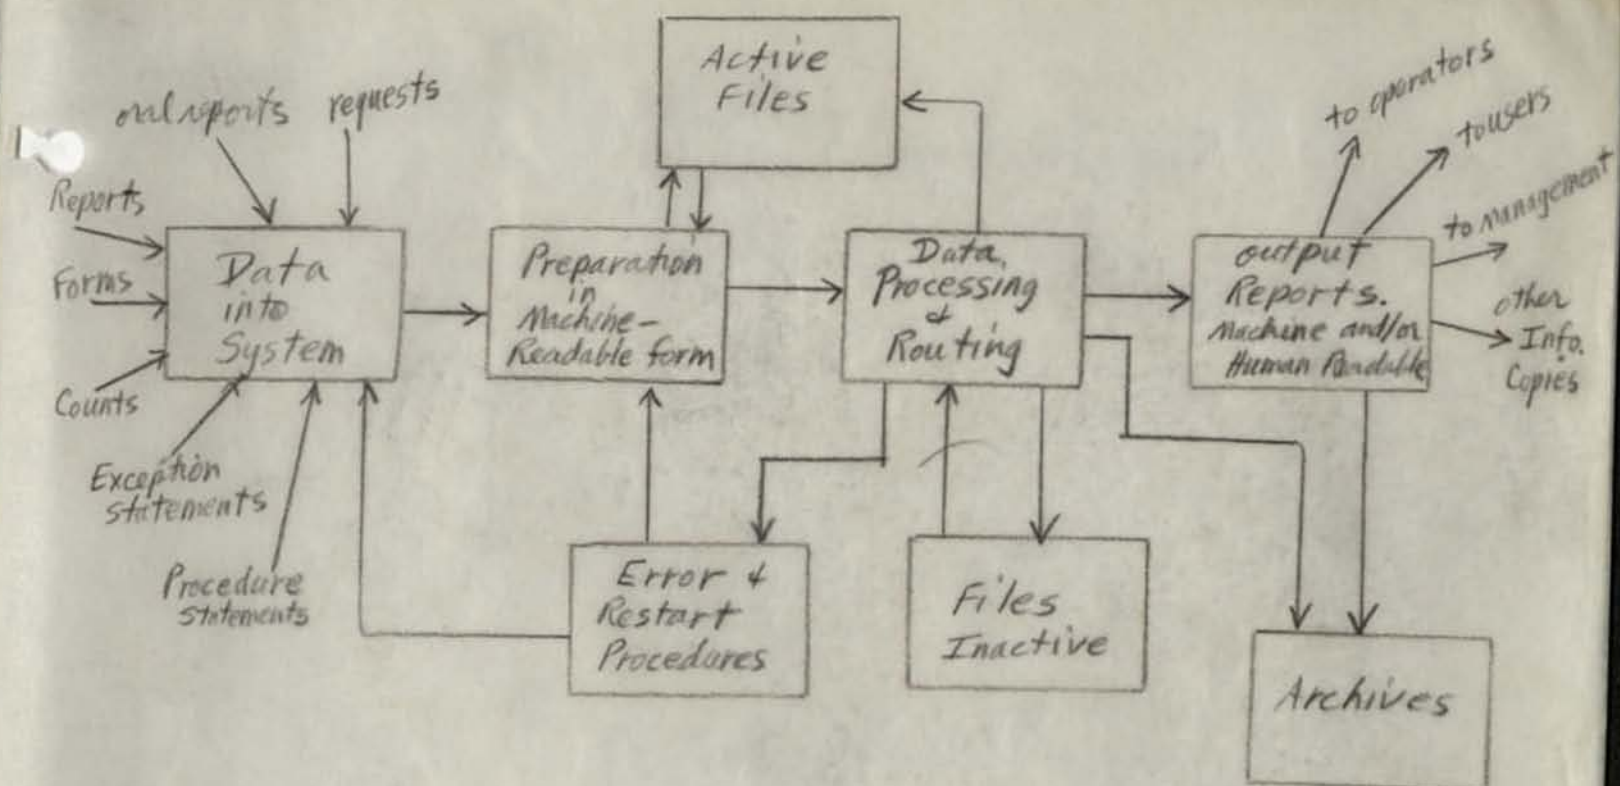 Active
Files
oral reports
requests
to operators
to users
to management
other
Info.
Copies
Reports
Forms
Counts
Exception
statements
Procedure
statements
Data
into
System
Preparation
in
Machine-
Readable form
Data
Processing
&
Routing
output
Reports.
Machine and/or
Human Readable
Error &
Restart
Procedures
Files
Inactive
Archives